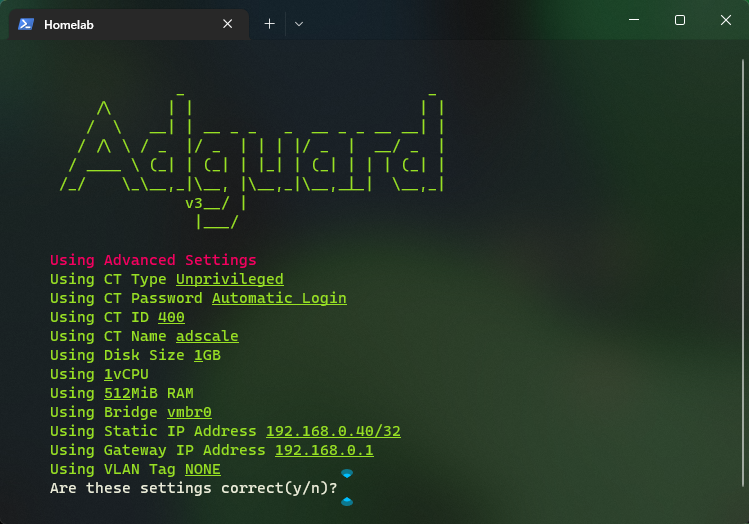 Homelab
Adguard
v3
Using Advanced Settings
Using CT Type Unprivileged
Using CT Password Automatic Login
Using CT ID 400
Using CT Name adscale
Using Disk Size 1GB
Using 1vCPU
Using 512MiB RAM
Using Bridge vmbr0
Using Static IP Address 192.168.0.40/32
Using Gateway IP Address 192.168.0.1
Using VLAN Tag NONE
Are these settings correct(y/n)?